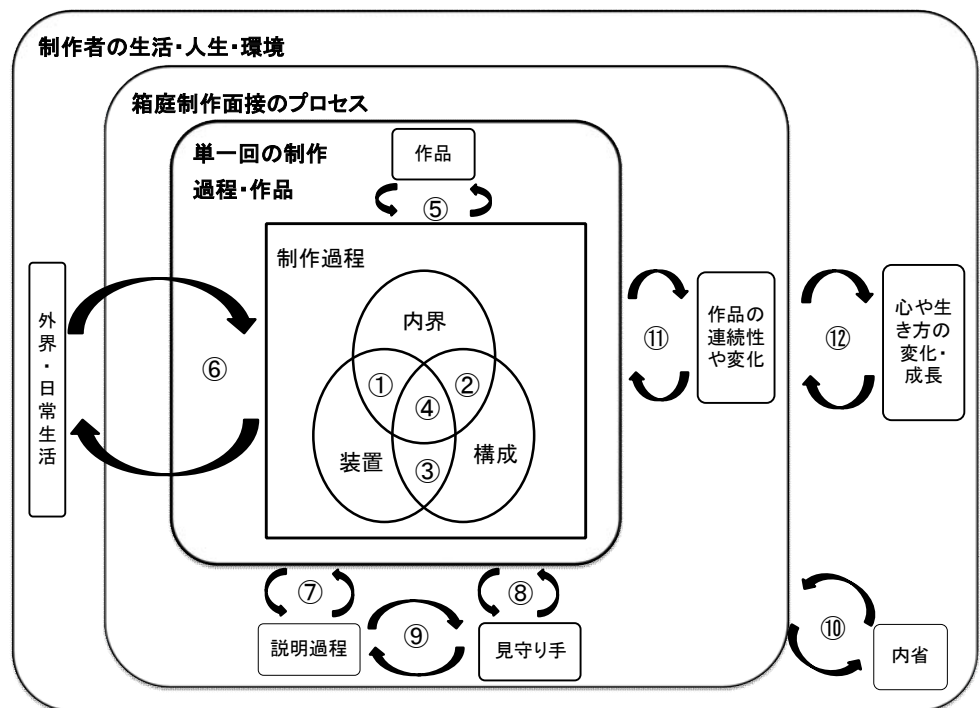 制作者の生活・人生・環境
箱庭制作面接のプロセス
単一回の制作
過程・作品
作品
⑤
制作過程
内界
①
②
④
装置
③
構成
外界・日常生活
⑥
⑪
作品の
連続性
や変化
⑫
心や生
き方の
変化・
成長
⑦
⑧
説明過程
⑨
見守り手
⑩
内省